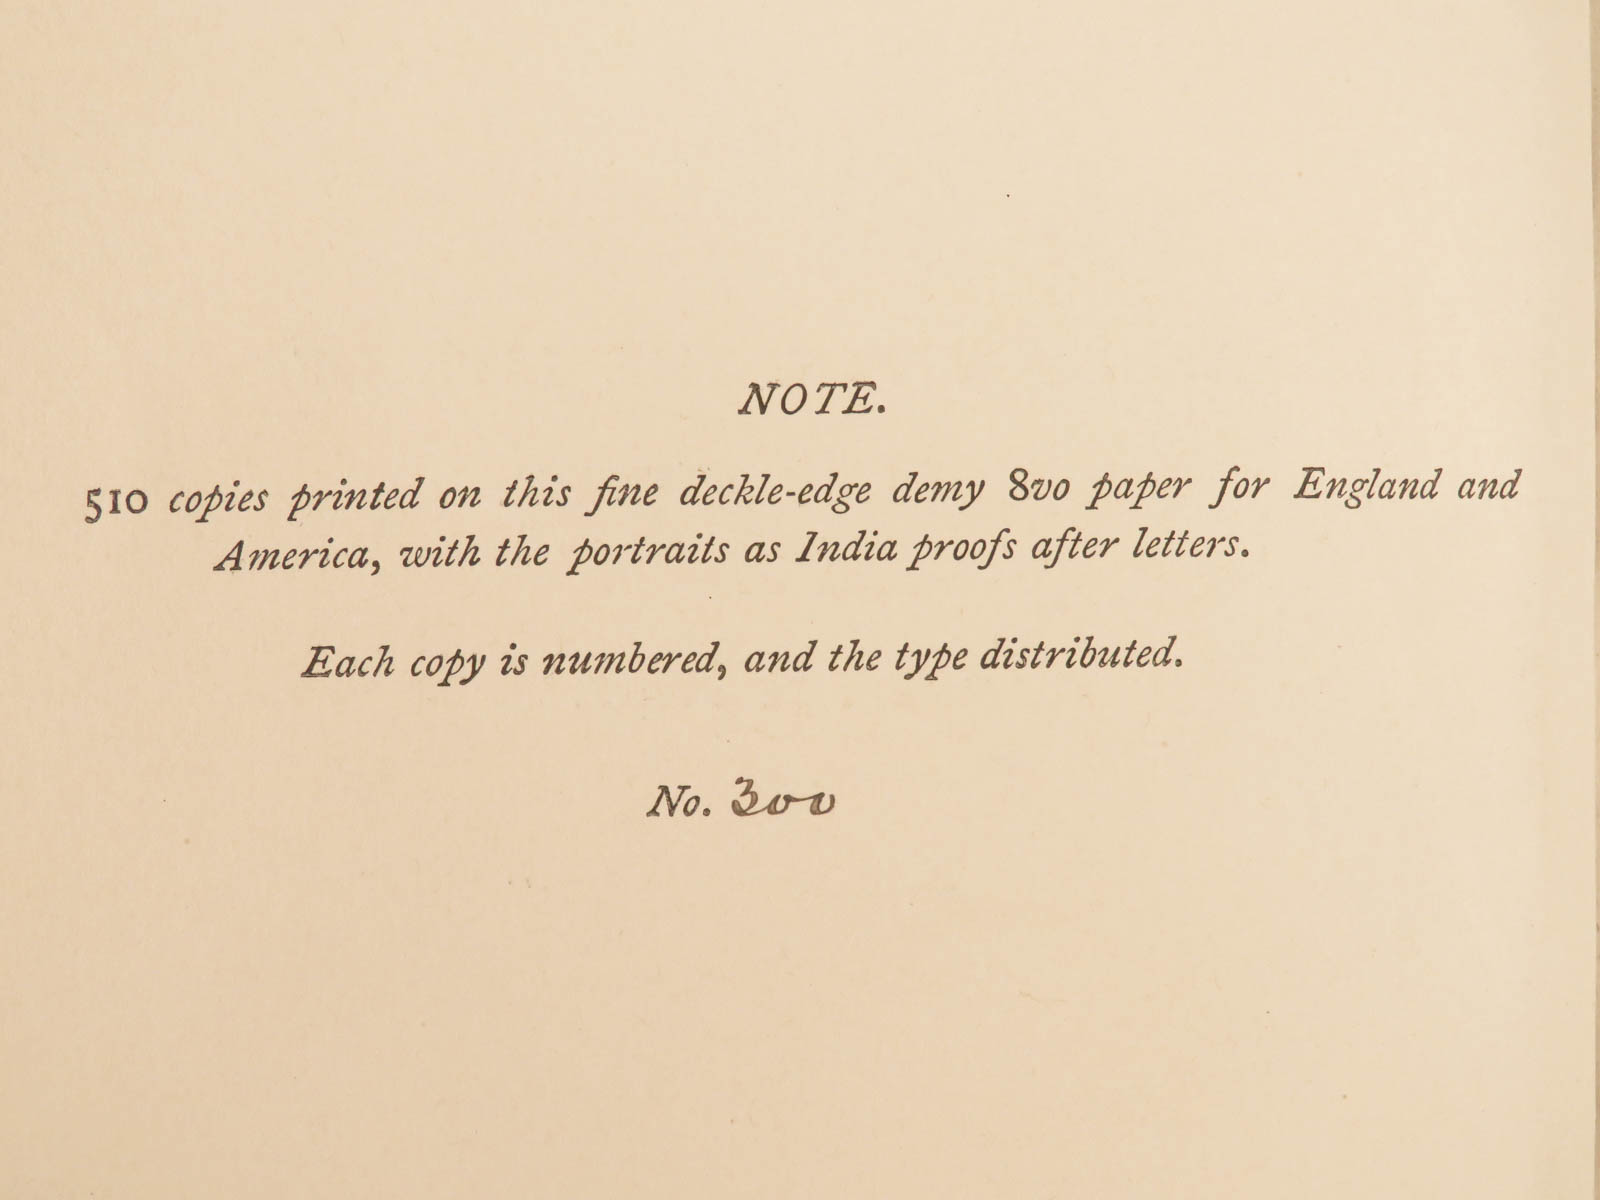 NOTE.
510 copies printed on this fine deckle-edge demy 8vo paper for England and
America, with the portraits as India proofs after letters.
Each copy is numbered, and the type distributed.
No. 300